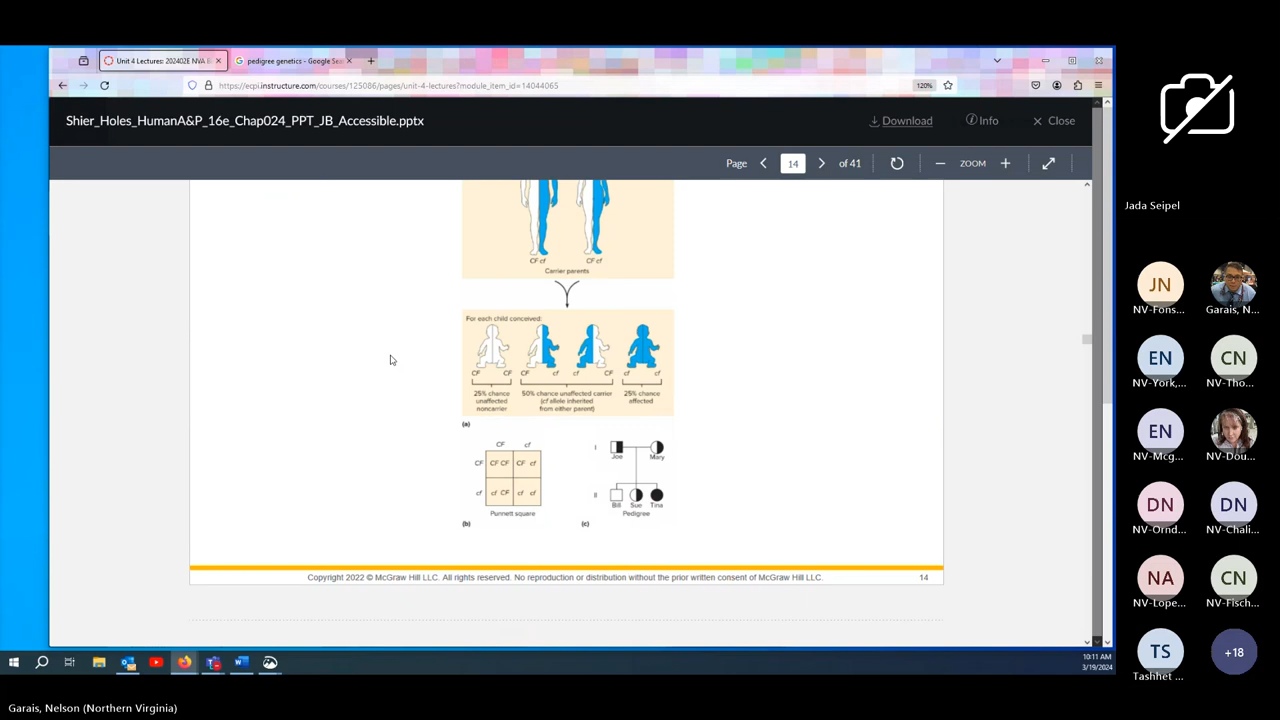 Unit 4 Lectures: 202402E NVA B
pedigree genetics - Google Sea
https://ecpi.instructure.com/courses/125086/pages/unit-4-lectures?module_item_id=14044065
120%
Shier_Holes_HumanA&P_16e_Chap024_PPT_JB_Accessible.pptx
Download
Info
Close
Page
14
of 41
ZOOM
CF cf
CF cf
Carrier parents
For each child conceived:
CF CF CF cf cf CF cf cf
25% chance
unaffected
noncarrier
50% chance unaffected carrier
(cf allele inherited
from either parent)
25% chance
affected
(a)
CF cf
CF CF CF CF cf
cf cf CF cf cf
Punnett square
(b)
I
Joe Mary
II
Bill Sue Tina
Pedigree
(c)
Copyright 2022 © McGraw Hill LLC. All rights reserved. No reproduction or distribution without the prior written consent of McGraw Hill LLC.
14
10:11 AM
3/19/2024
Jada Seipel
JN
NV-Fons...
Garais, N...
EN
NV-York,...
CN
NV-Tho...
EN
NV-Mcg...
NV-Dou...
DN
NV-Ornd...
DN
NV-Chali...
NA
NV-Lope...
CN
NV-Fisch...
TS
Tashhet ...
+18
Garais, Nelson (Northern Virginia)